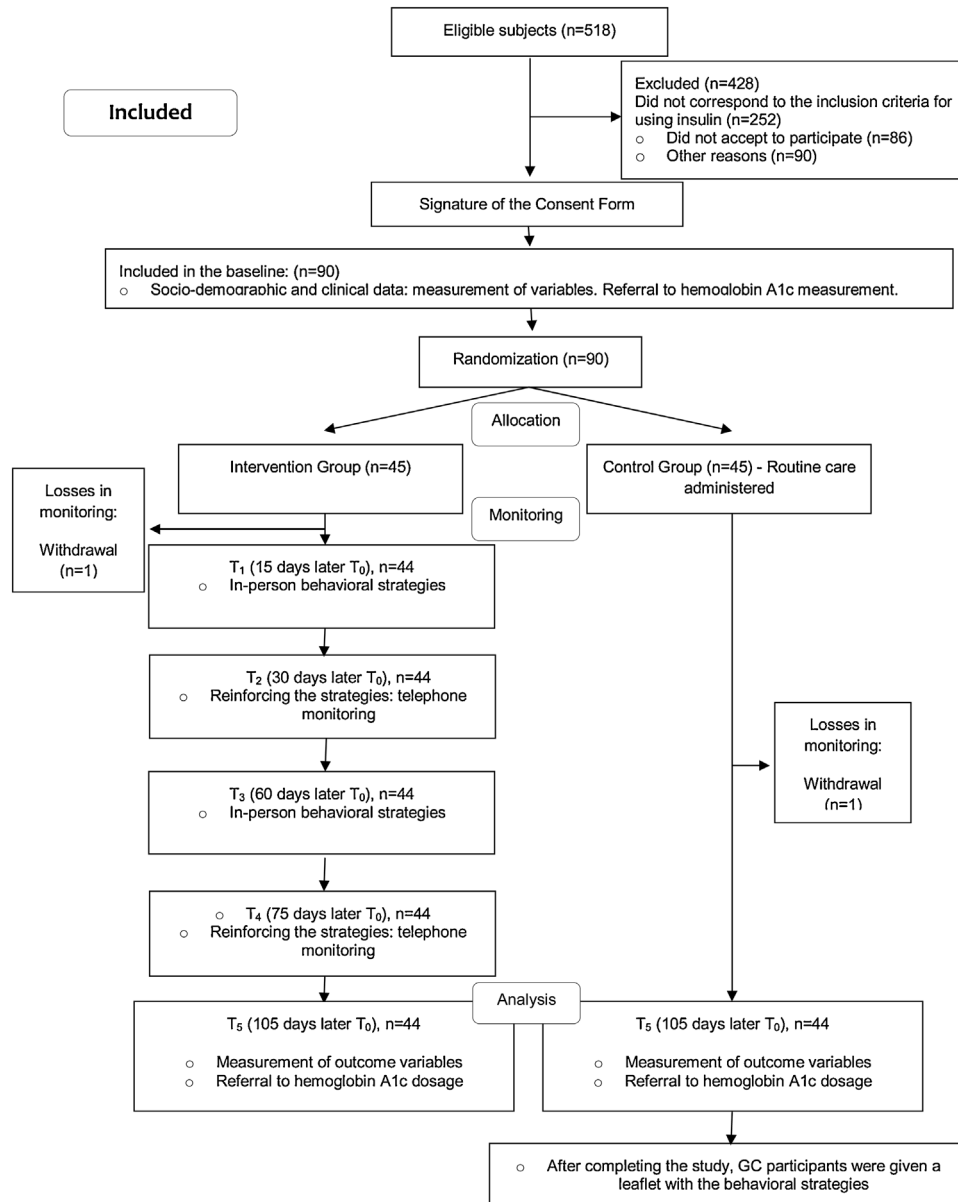 Eligible subjects (n=518)
Included
Excluded (n=428)
Did not correspond to the inclusion criteria for
using insulin (n=252)
○ Did not accept to participate (n=86)
○ Other reasons (n=90)
Signature of the Consent Form
Included in the baseline: (n=90)
○ Socio-demographic and clinical data: measurement of variables. Referral to hemoglobin A1c measurement.
Randomization (n=90)
Allocation
Intervention Group (n=45)
Control Group (n=45) - Routine care
administered
Losses in
monitoring:
Withdrawal
(n=1)
Monitoring
T₁ (15 days later T₀), n=44
○ In-person behavioral strategies
T₂ (30 days later T₀), n=44
○ Reinforcing the strategies: telephone
monitoring
Losses in
monitoring:
Withdrawal
(n=1)
T₃ (60 days later T₀), n=44
○ In-person behavioral strategies
○ T₄ (75 days later T₀), n=44
○ Reinforcing the strategies: telephone
monitoring
Analysis
T₅ (105 days later T₀), n=44
○ Measurement of outcome variables
○ Referral to hemoglobin A1c dosage
T₅ (105 days later T₀), n=44
○ Measurement of outcome variables
○ Referral to hemoglobin A1c dosage
○ After completing the study, GC participants were given a
leaflet with the behavioral strategies